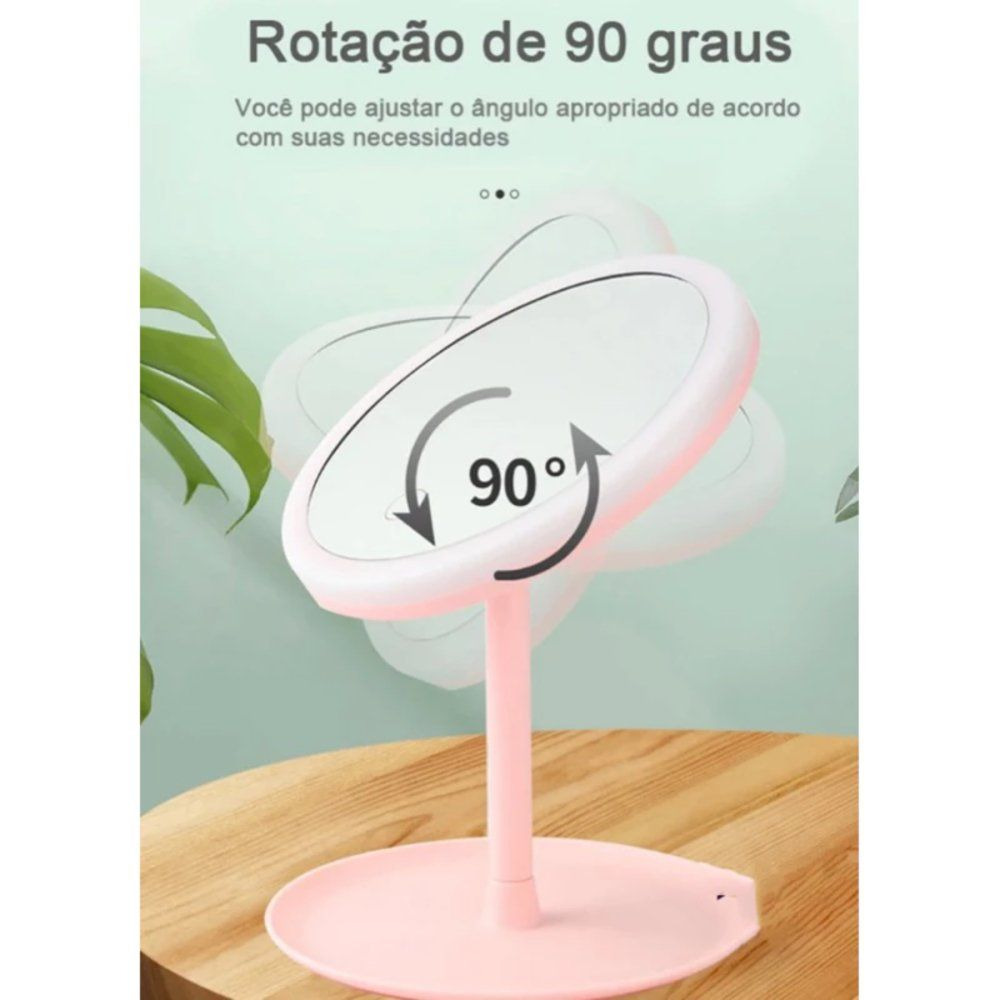 Rotação de 90 graus
Você pode ajustar o ângulo apropriado de acordo
com suas necessidades
90°